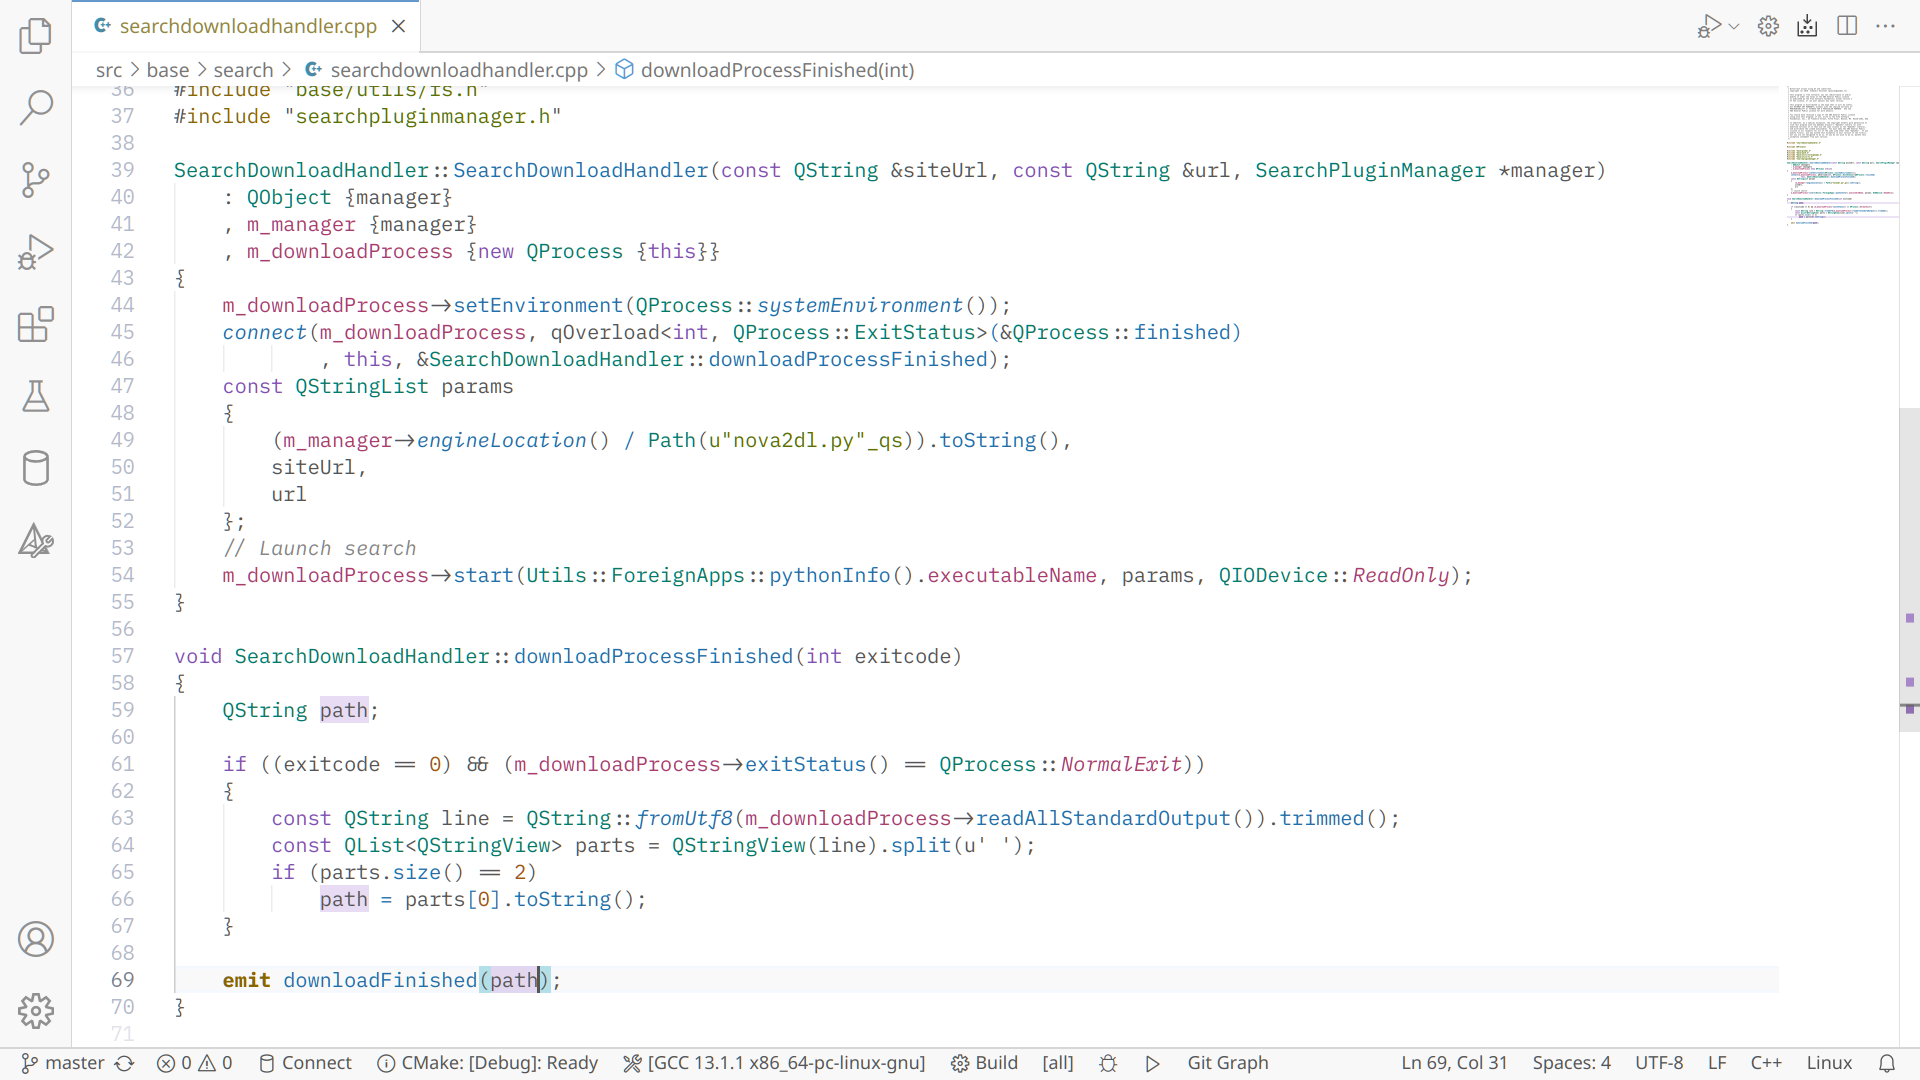 searchdownloadhandler.cpp
src > base > search > searchdownloadhandler.cpp > downloadProcessFinished(int)
36 #include "base/utils/fs.h"
37 #include "searchpluginmanager.h"
38
39 SearchDownloadHandler::SearchDownloadHandler(const QString &siteUrl, const QString &url, SearchPluginManager *manager)
40     : QObject {manager}
41     , m_manager {manager}
42     , m_downloadProcess {new QProcess {this}}
43 {
44     m_downloadProcess->setEnvironment(QProcess::systemEnvironment());
45     connect(m_downloadProcess, qOverload<int, QProcess::ExitStatus>(&QProcess::finished)
46             , this, &SearchDownloadHandler::downloadProcessFinished);
47     const QStringList params
48     {
49         (m_manager->engineLocation() / Path(u"nova2dl.py"_qs)).toString(),
50         siteUrl,
51         url
52     };
53     // Launch search
54     m_downloadProcess->start(Utils::ForeignApps::pythonInfo().executableName, params, QIODevice::ReadOnly);
55 }
56
57 void SearchDownloadHandler::downloadProcessFinished(int exitcode)
58 {
59     QString path;
60
61     if ((exitcode == 0) && (m_downloadProcess->exitStatus() == QProcess::NormalExit))
62     {
63         const QString line = QString::fromUtf8(m_downloadProcess->readAllStandardOutput()).trimmed();
64         const QList<QStringView> parts = QStringView(line).split(u' ');
65         if (parts.size() == 2)
66             path = parts[0].toString();
67     }
68
69     emit downloadFinished(path);
70 }
71
master 0 0 Connect CMake: [Debug]: Ready [GCC 13.1.1 x86_64-pc-linux-gnu] Build [all] Git Graph Ln 69, Col 31 Spaces: 4 UTF-8 LF C++ Linux